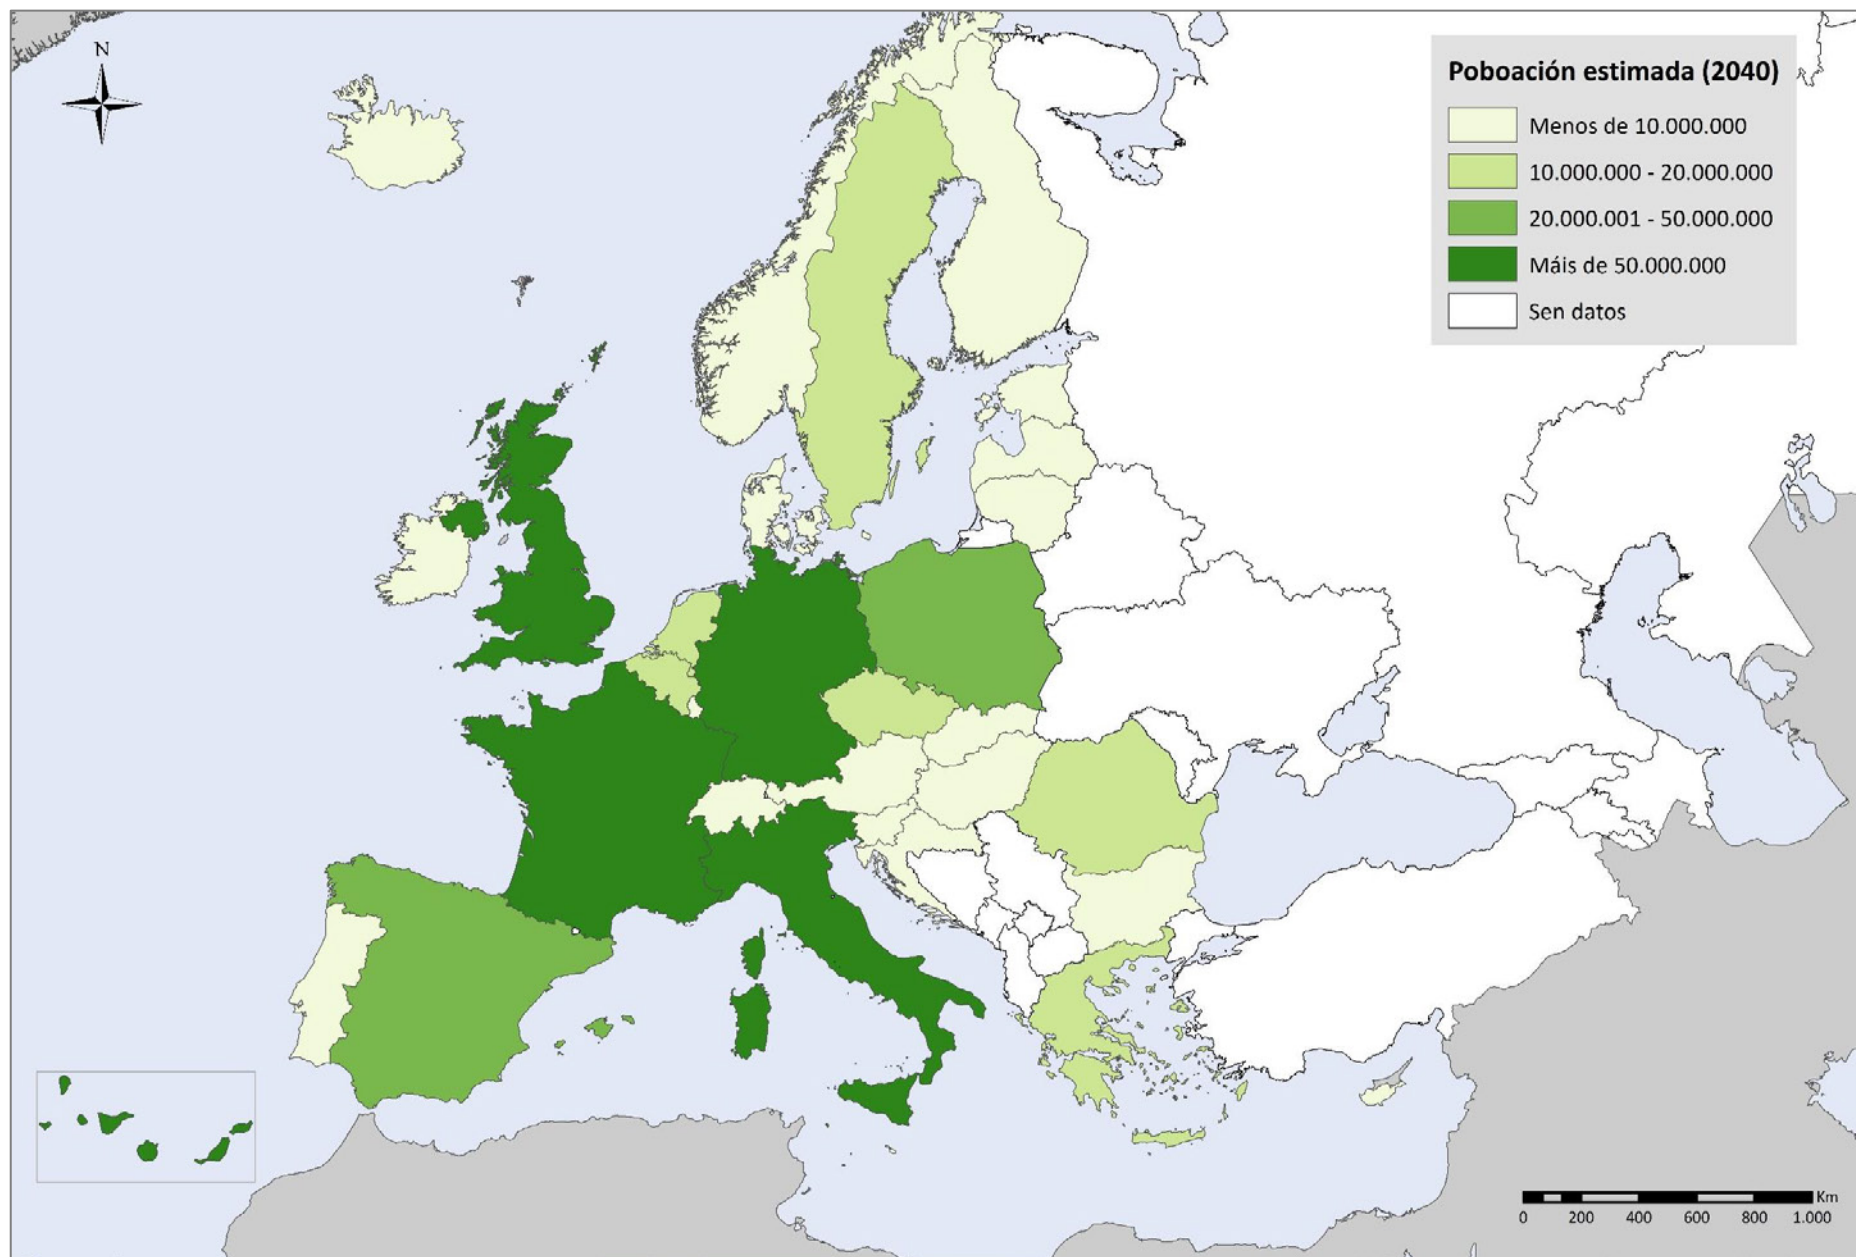 N
Poboación estimada (2040)
Menos de 10.000.000
10.000.000 - 20.000.000
20.000.001 - 50.000.000
Máis de 50.000.000
Sen datos
Km
0 200 400 600 800 1.000